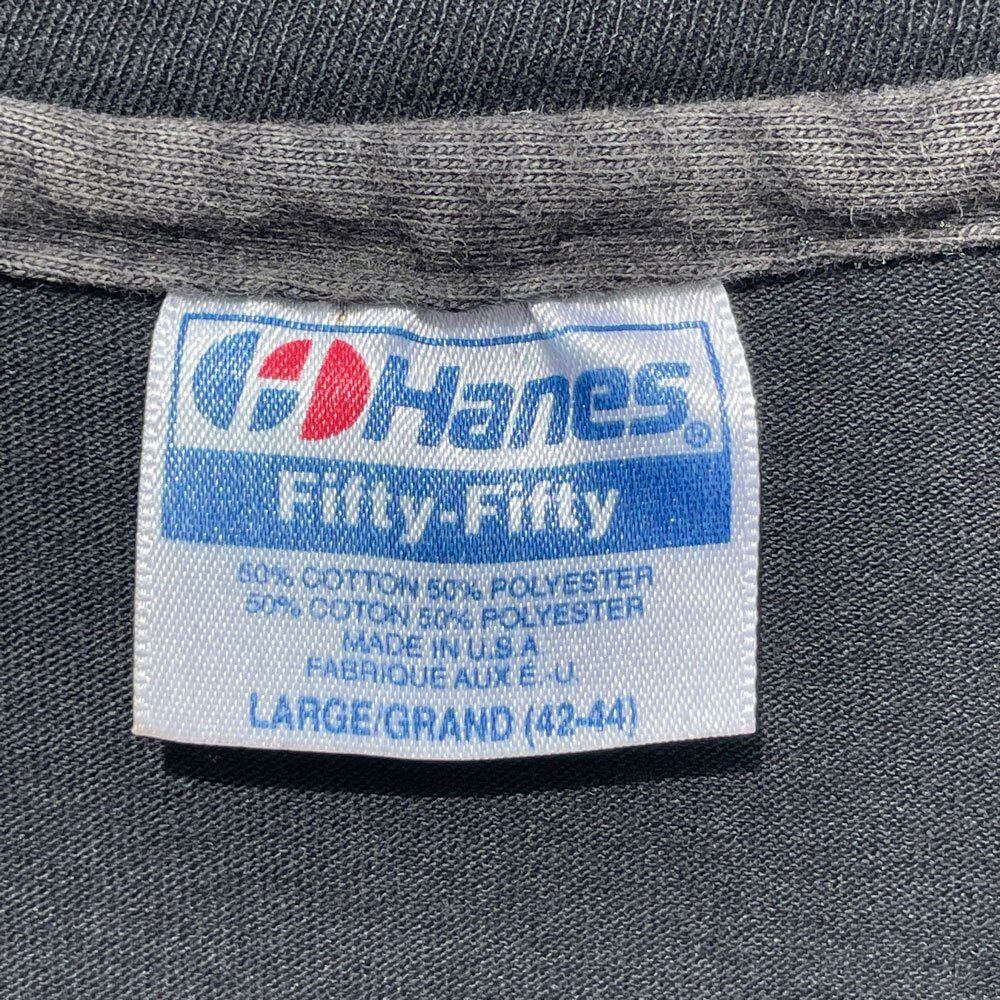 Hanes®
Fifty-Fifty
50% COTTON 50% POLYESTER
50% COTON 50% POLYESTER
MADE IN U.S.A
FABRIQUE AUX É.-U.
LARGE/GRAND (42-44)